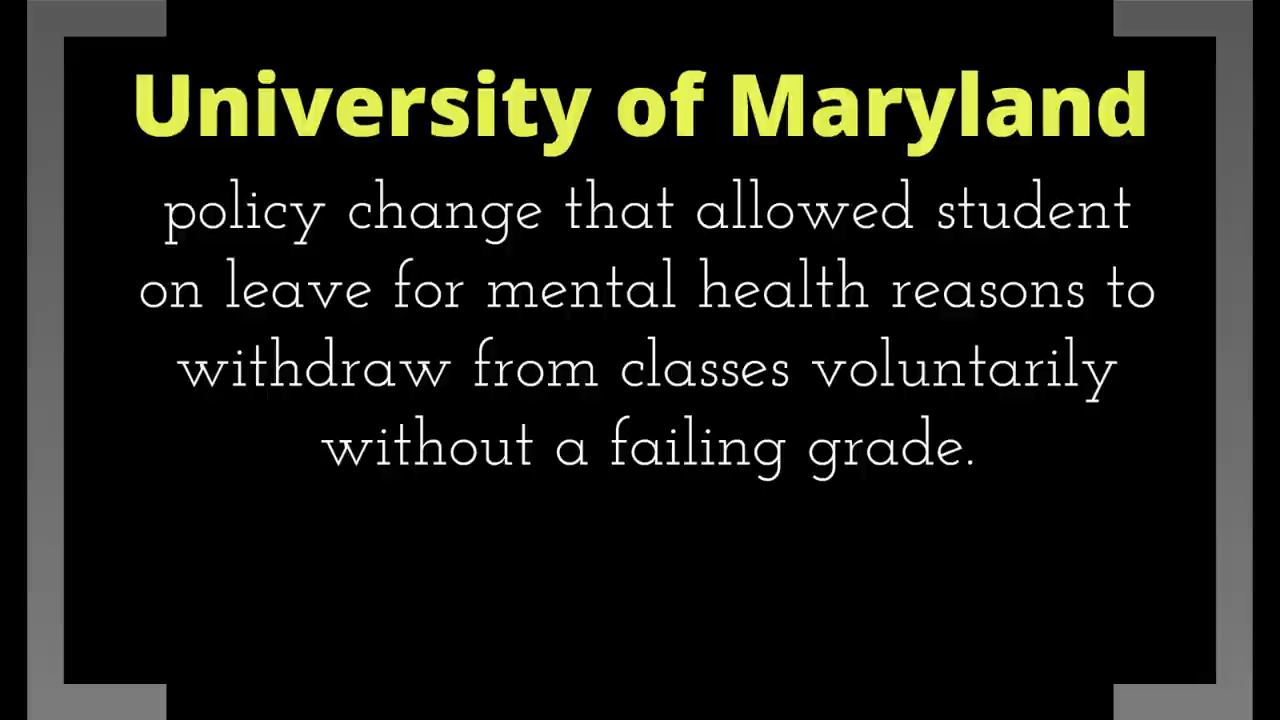 University of Maryland
policy change that allowed student
on leave for mental health reasons to
withdraw from classes voluntarily
without a failing grade.